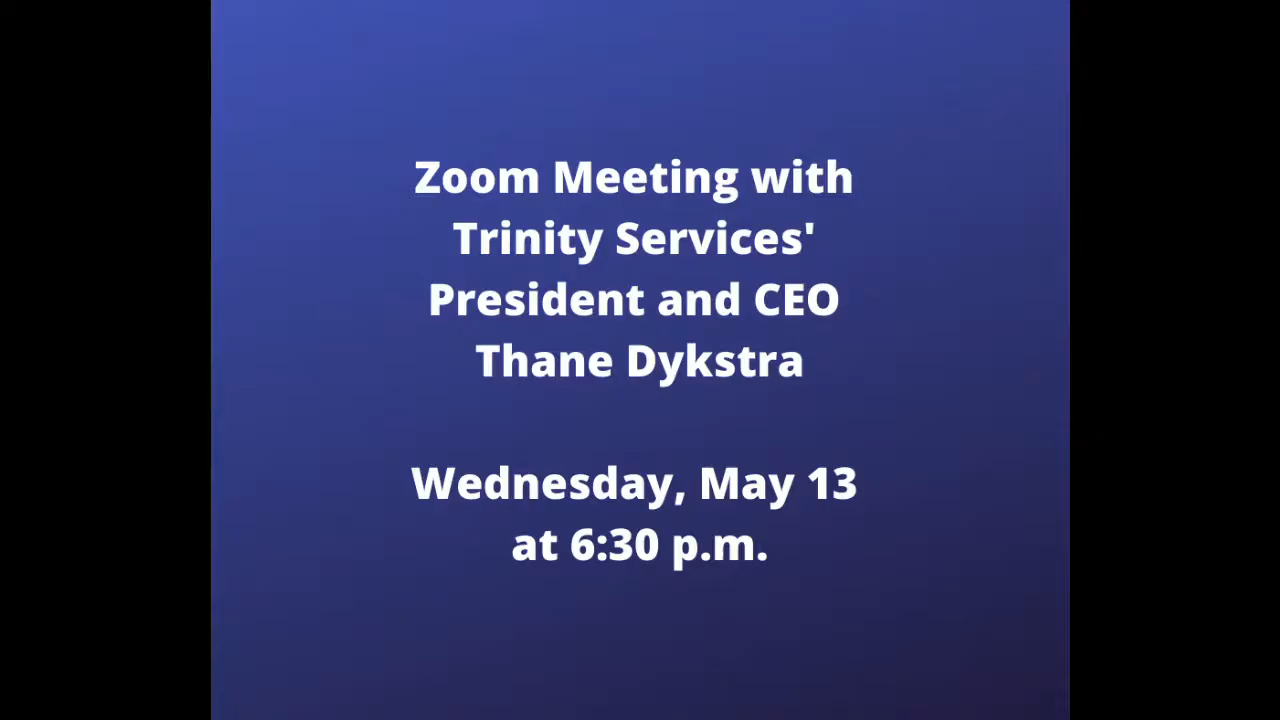 Zoom Meeting with
Trinity Services'
President and CEO
Thane Dykstra
Wednesday, May 13
at 6:30 p.m.